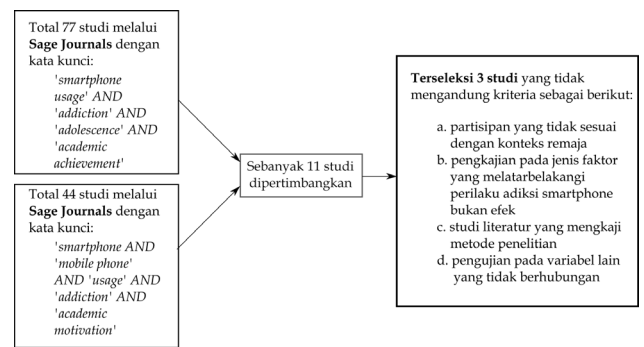 Total 77 studi melalui
Sage Journals dengan
kata kunci:
'smartphone
usage' AND
'addiction' AND
'adolescence' AND
'academic
achievement'
Total 44 studi melalui
Sage Journals dengan
kata kunci:
'smartphone AND
'mobile phone'
AND 'usage' AND
'addiction' AND
'academic
motivation'
Sebanyak 11 studi
dipertimbangkan
Terseleksi 3 studi yang tidak
mengandung kriteria sebagai berikut:
a. partisipan yang tidak sesuai
dengan konteks remaja
b. pengkajian pada jenis faktor
yang melatarbelakangi
perilaku adiksi smartphone
bukan efek
c. studi literatur yang mengkaji
metode penelitian
d. pengujian pada variabel lain
yang tidak berhubungan